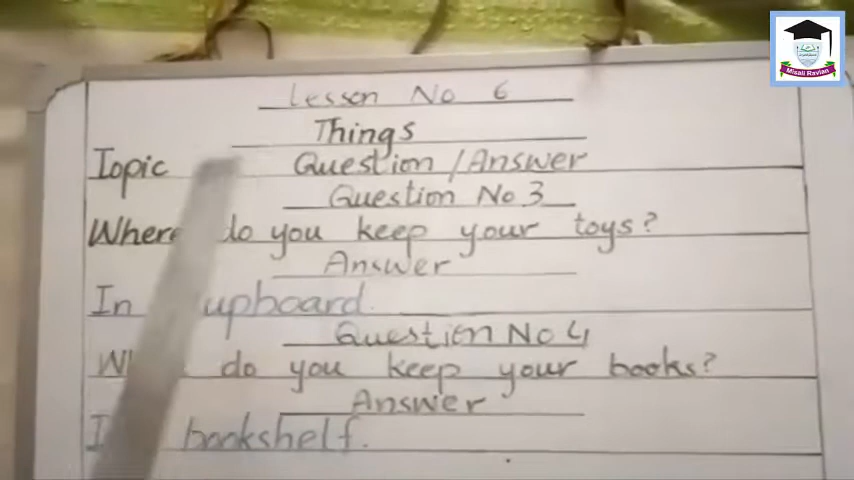 Misali Ravian
Lesson No 6
Things
Topic Question/Answer
Question No 3
Where do you keep your toys?
Answer
In upboard.
Question No 4
do you keep your books?
Answer
bookshelf.